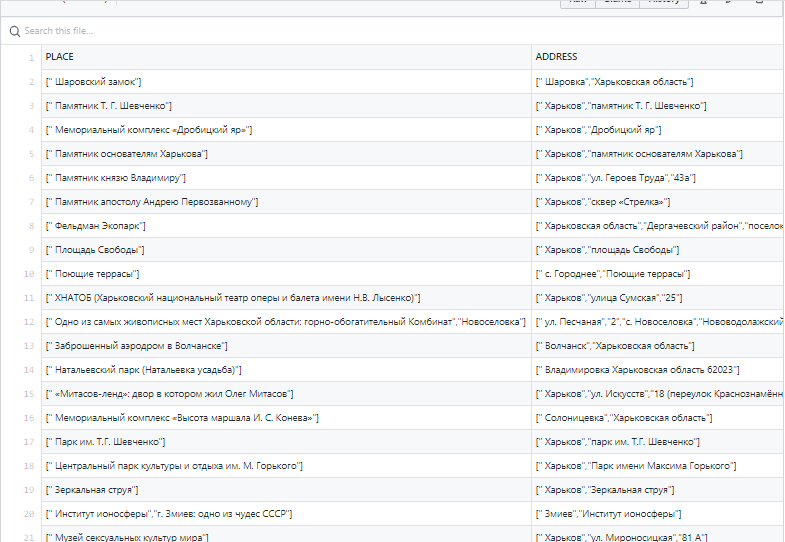 Search this file...
1 PLACE ADDRESS
2 [" Шаровский замок"] [" Шаровка","Харьковская область"]
3 [" Памятник Т. Г. Шевченко"] [" Харьков","памятник Т. Г. Шевченко"]
4 [" Мемориальный комплекс «Дробицкий яр»"] [" Харьков","Дробицкий яр"]
5 [" Памятник основателям Харькова"] [" Харьков","памятник основателям Харькова"]
6 [" Памятник князю Владимиру"] [" Харьков","ул. Героев Труда","43а"]
7 [" Памятник апостолу Андрею Первозванному"] [" Харьков","сквер «Стрелка»"]
8 [" Фельдман Экопарк"] [" Харьковская область","Дергачевский район","поселок
9 [" Площадь Свободы"] [" Харьков","площадь Свободы"]
10 [" Поющие террасы"] [" с. Городнее","Поющие террасы"]
11 [" ХНАТОБ (Харьковский национальный театр оперы и балета имени Н.В. Лысенко)"] [" Харьков","улица Сумская","25"]
12 [" Одно из самых живописных мест Харьковской области: горно-обогатительный Комбинат","Новоселовка"] [" ул. Песчаная","2","с. Новоселовка","Нововодолажский
13 [" Заброшенный аэродром в Волчанске"] [" Волчанск","Харьковская область"]
14 [" Натальевский парк (Натальевка усадьба)"] [" Владимировка Харьковская область 62023"]
15 [" «Митасов-ленд»: двор в котором жил Олег Митасов"] [" Харьков","ул. Искусств","18 (переулок Краснознамённ
16 [" Мемориальный комплекс «Высота маршала И. С. Конева»"] [" Солоницевка","Харьковская область"]
17 [" Парк им. Т.Г. Шевченко"] [" Харьков","парк им. Т.Г. Шевченко"]
18 [" Центральный парк культуры и отдыха им. М. Горького"] [" Харьков","Парк имени Максима Горького"]
19 [" Зеркальная струя"] [" Харьков","Зеркальная струя"]
20 [" Институт ионосферы","г. Змиев: одно из чудес СССР"] [" Змиев","Институт ионосферы"]
21 [" Музей сексуальных культур мира"] [" Харьков","ул. Мироносицкая","81 А"]